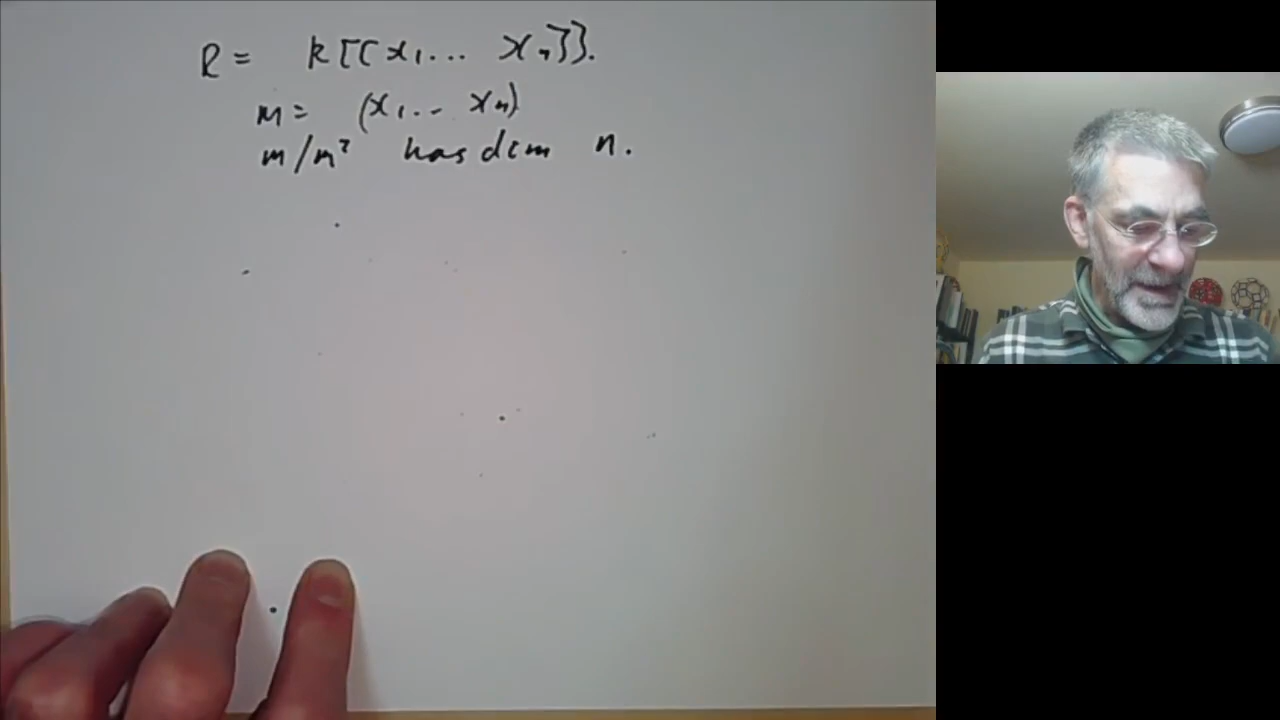 R = k[[x₁... xₙ]].
m = (x₁... xₙ)
m/m² has dim n.